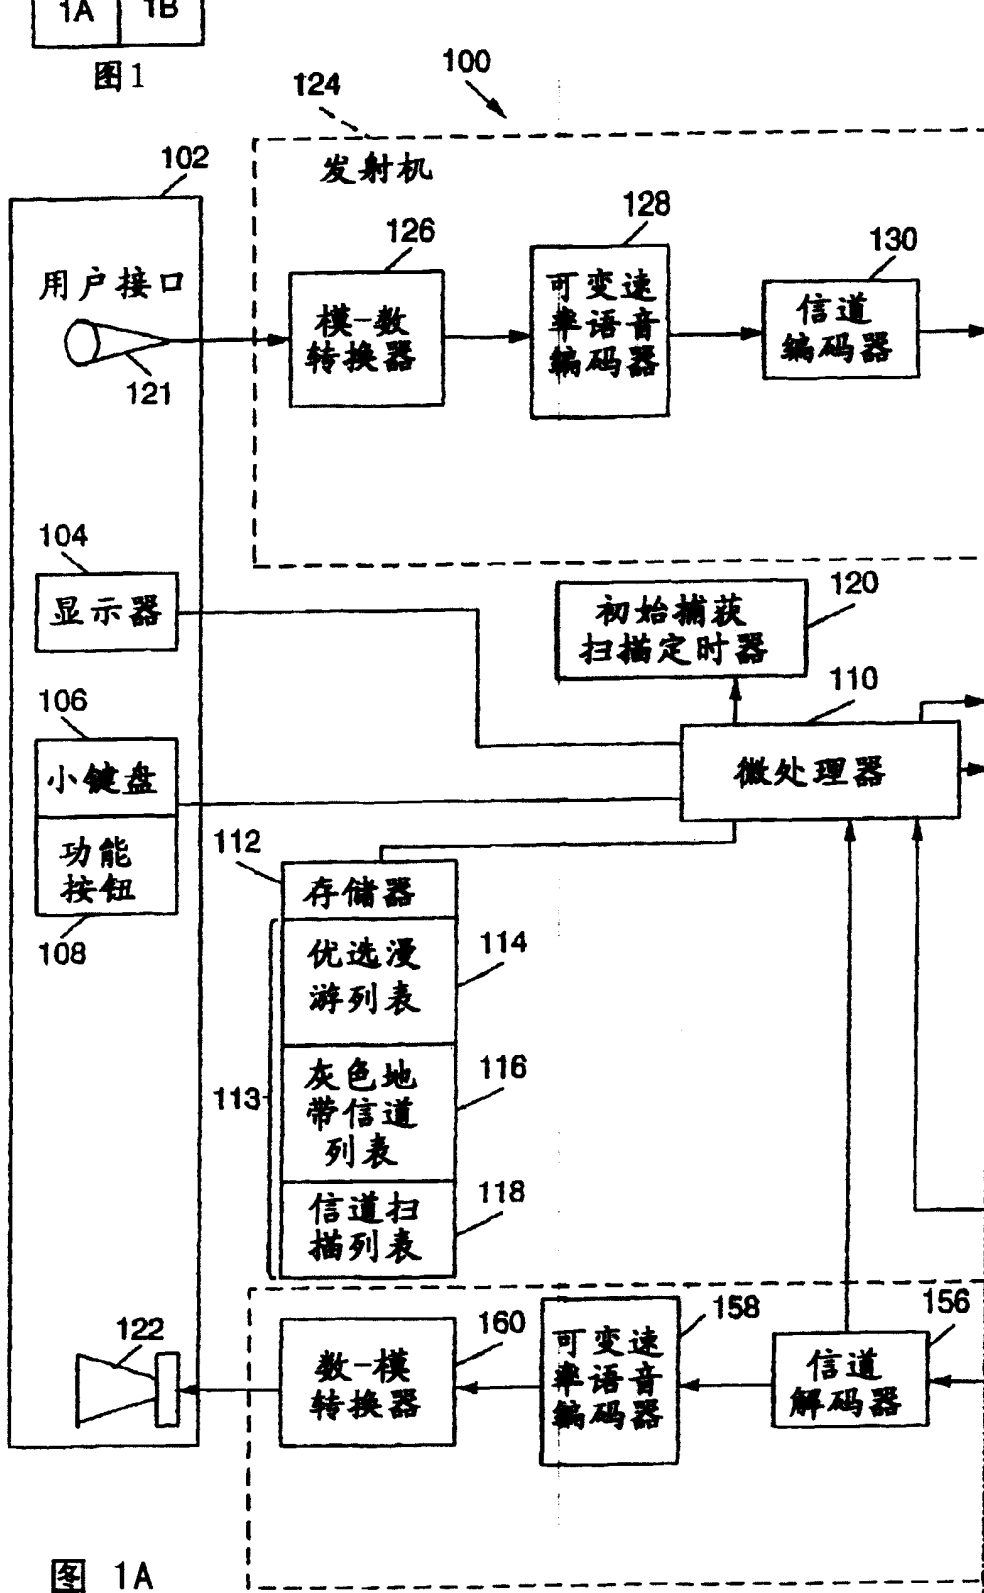 1A 1B
图1
100
124
发射机
102
用户接口
121
126
模-数
转换器
128
可变速
率语音
编码器
130
信道
编码器
104
显示器
106
小键盘
功能
按钮
108
初始捕获
扫描定时器
120
110
微处理器
112
存储器
113
优选漫
游列表
114
灰色地
带信道
列表
116
信道扫
描列表
118
122
160
数-模
转换器
158
可变速
率语音
编码器
156
信道
解码器
图 1A